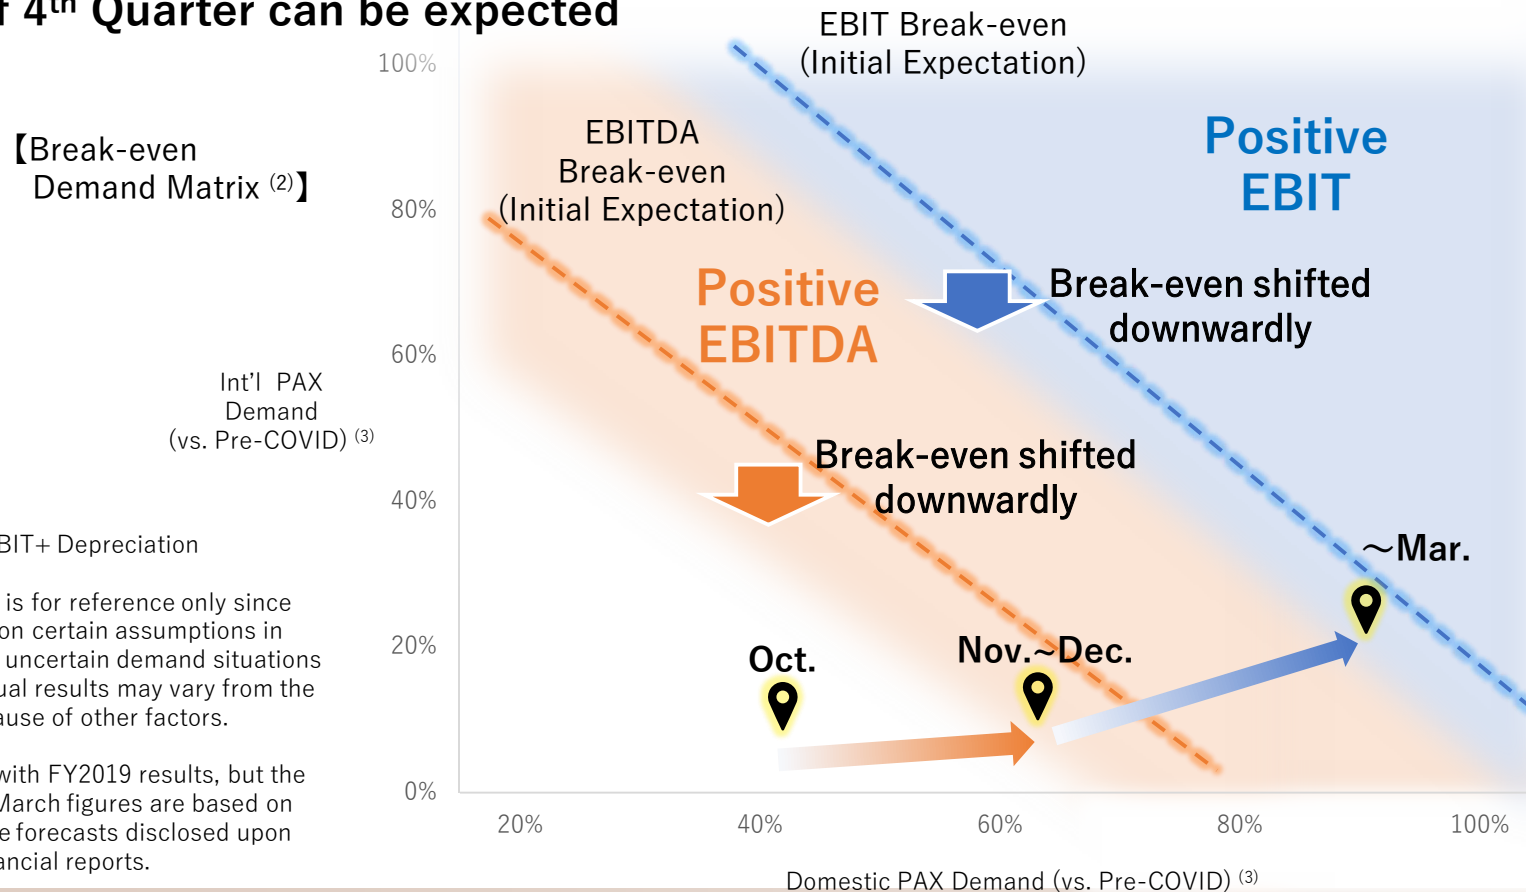 f 4th Quarter can be expected
EBIT Break-even
(Initial Expectation)
100%
EBITDA
Break-even
(Initial Expectation)
Positive
EBIT
【Break-even
Demand Matrix (2)】
80%
Positive
EBITDA
Break-even shifted
downwardly
60%
Int'l PAX
Demand
(vs. Pre-COVID) (3)
Break-even shifted
downwardly
40%
BIT+ Depreciation
～Mar.
is for reference only since
on certain assumptions in
uncertain demand situations
ual results may vary from the
ause of other factors.
20%
Oct.
Nov.~Dec.
with FY2019 results, but the
March figures are based on
e forecasts disclosed upon
ancial reports.
0%
20%
40%
60%
80%
100%
Domestic PAX Demand (vs. Pre-COVID) (3)